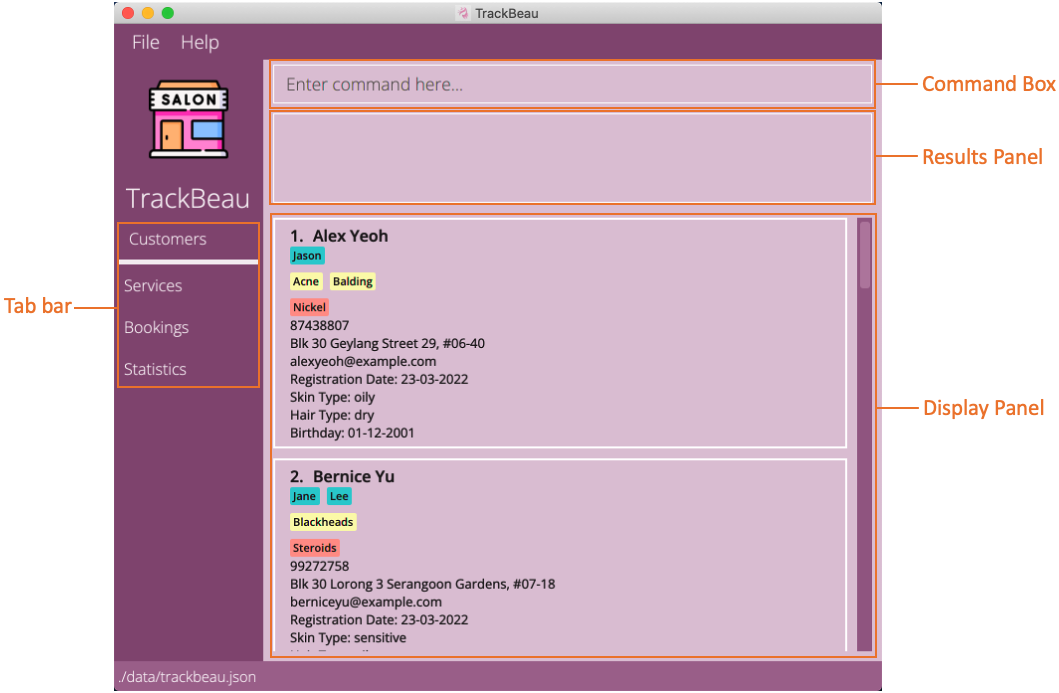 TrackBeau
File Help
SALON
TrackBeau
Customers
Services
Bookings
Statistics
Tab bar
Enter command here...
Command Box
Results Panel
Display Panel
1. Alex Yeoh
Jason
Acne Balding
Nickel
87438807
Blk 30 Geylang Street 29, #06-40
alexyeoh@example.com
Registration Date: 23-03-2022
Skin Type: oily
Hair Type: dry
Birthday: 01-12-2001
2. Bernice Yu
Jane Lee
Blackheads
Steroids
99272758
Blk 30 Lorong 3 Serangoon Gardens, #07-18
berniceyu@example.com
Registration Date: 23-03-2022
Skin Type: sensitive
./data/trackbeau.json